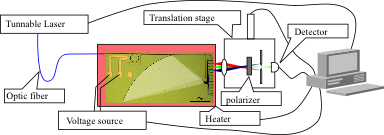 Tunnable Laser
Translation stage
Detector
Optic fiber
polarizer
Voltage source
Heater